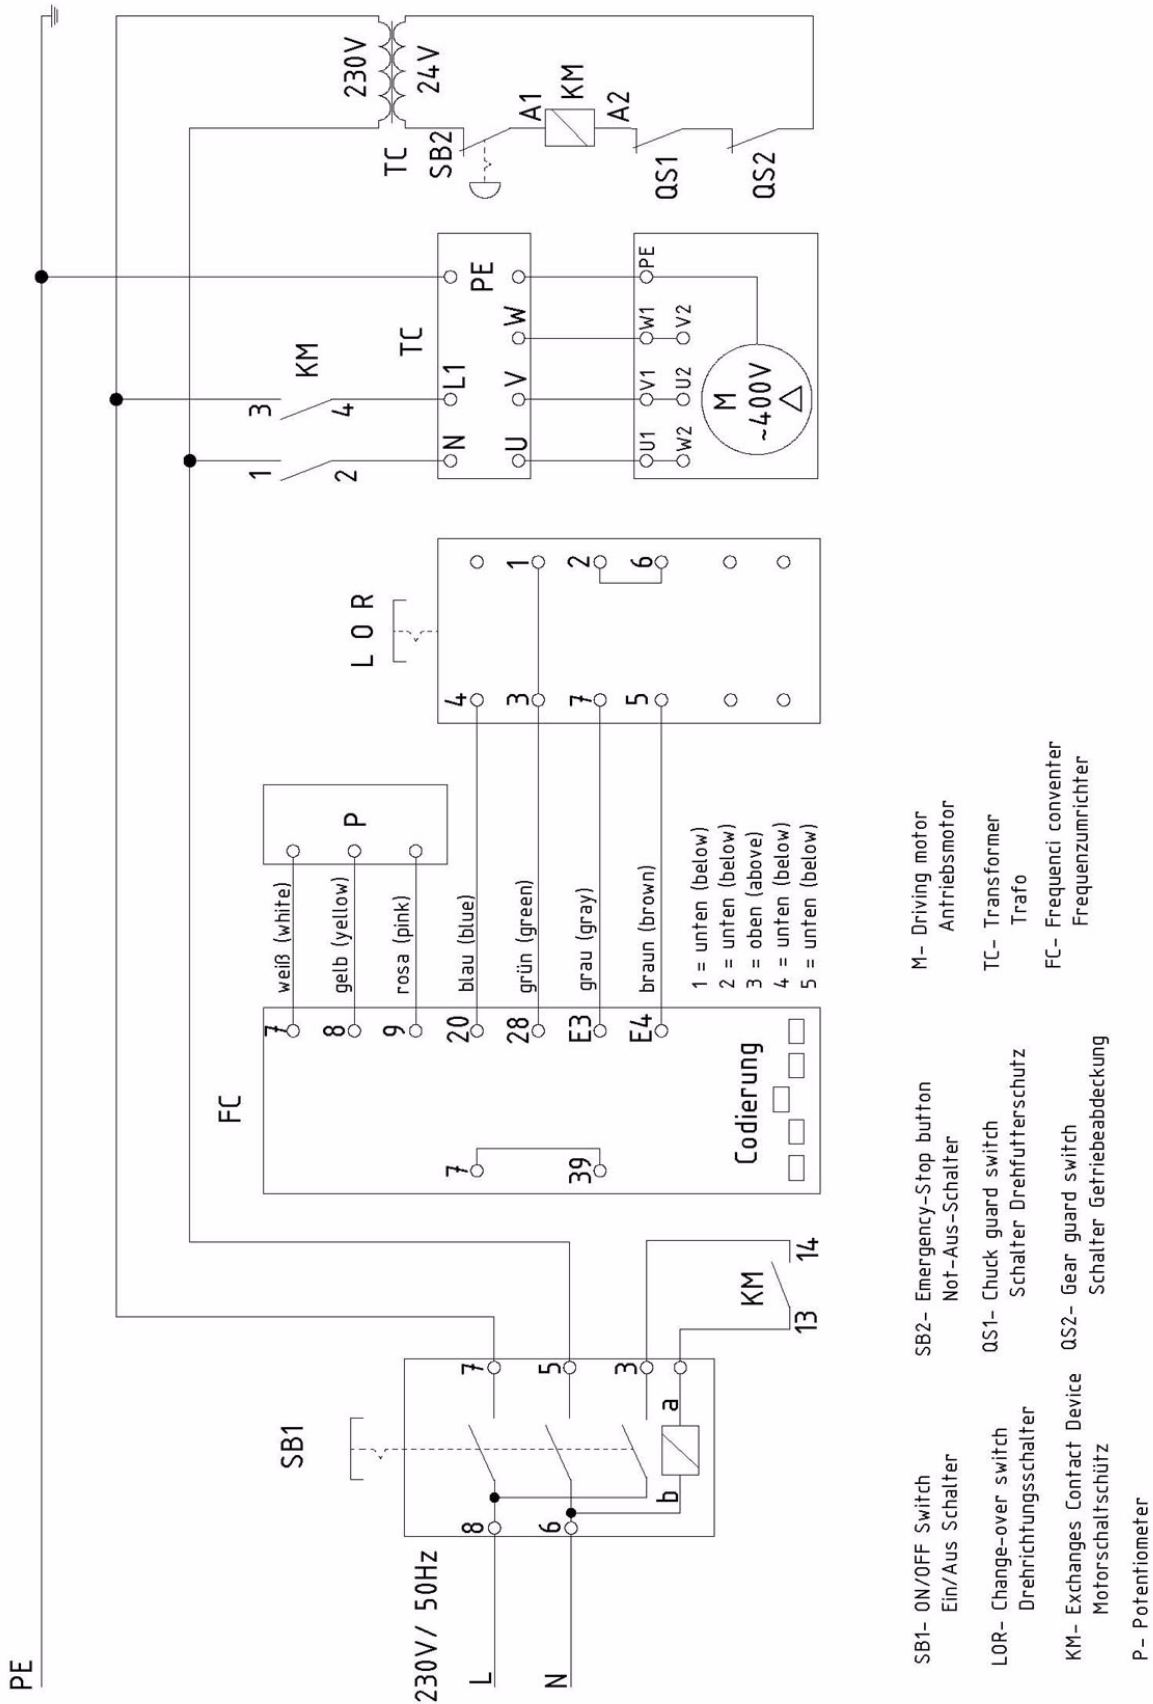 PE
230V/ 50Hz
L
N
SB1
8
6
7
5
3
b
a
KM
13
14
FC
7
39
Codierung
7
8
9
20
28
E3
E4
weiß (white)
gelb (yellow)
rosa (pink)
blau (blue)
grün (green)
grau (gray)
braun (brown)
1 = unten (below)
2 = unten (below)
3 = oben (above)
4 = unten (below)
5 = unten (below)
P
L O R
4
3
7
5
1
2
6
KM
1
2
3
4
TC
N
L1
PE
U
V
W
U1
V1
W1
PE
W2
U2
V2
M
~400V
230V
24V
TC
SB2
A1
KM
A2
QS1
QS2
SB1- ON/OFF Switch
Ein/Aus Schalter
LOR- Change-over switch
Drehrichtungsschalter
KM- Exchanges Contact Device
Motorschaltschütz
P- Potentiometer
SB2- Emergency-Stop button
Not-Aus-Schalter
QS1- Chuck guard switch
Schalter Drehfutterschutz
QS2- Gear guard switch
Schalter Getriebeabdeckung
M- Driving motor
Antriebsmotor
TC- Transformer
Trafo
FC- Frequenci conventer
Frequenzumrichter